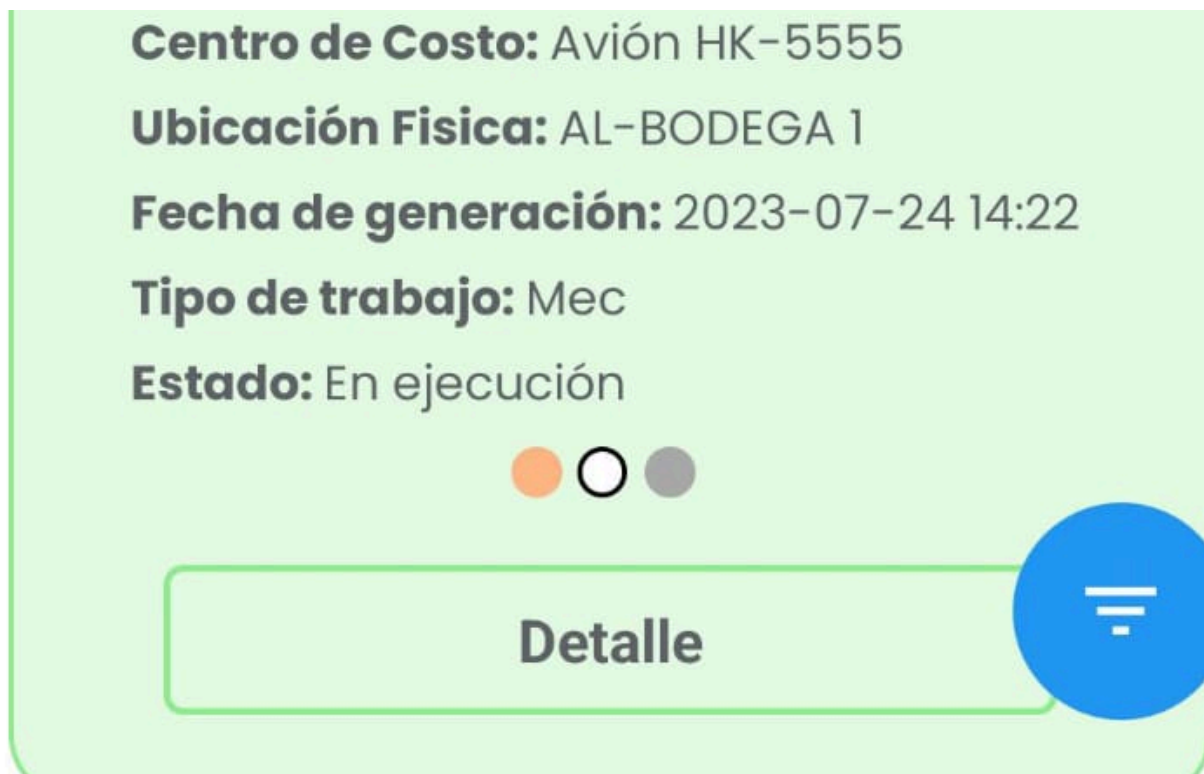 Centro de Costo: Avión HK-5555
Ubicación Fisica: AL-BODEGA 1
Fecha de generación: 2023-07-24 14:22
Tipo de trabajo: Mec
Estado: En ejecución
Detalle